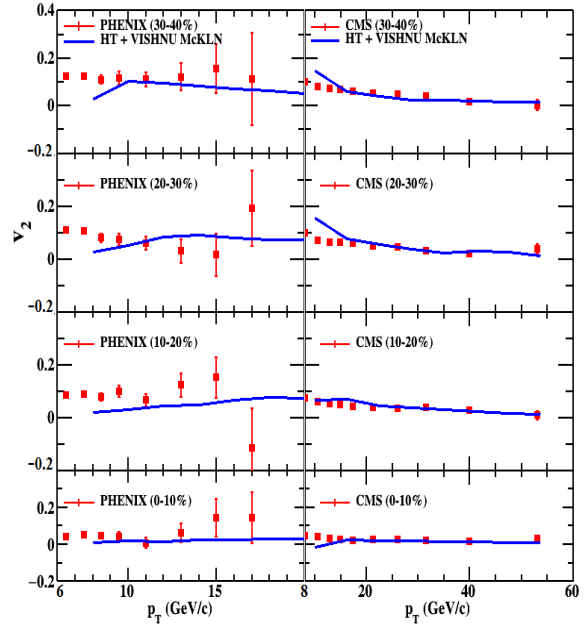 0.4
0.2
0
-0.2
PHENIX (30-40%)
HT + VISHNU McKLN
CMS (30-40%)
HT + VISHNU McKLN
0.2
0
-0.2
PHENIX (20-30%)
CMS (20-30%)
v2
0.2
0
-0.2
PHENIX (10-20%)
CMS (10-20%)
0.2
0
-0.2
PHENIX (0-10%)
CMS (0-10%)
6 10 15 8 20 40 60
pT (GeV/c) pT (GeV/c)